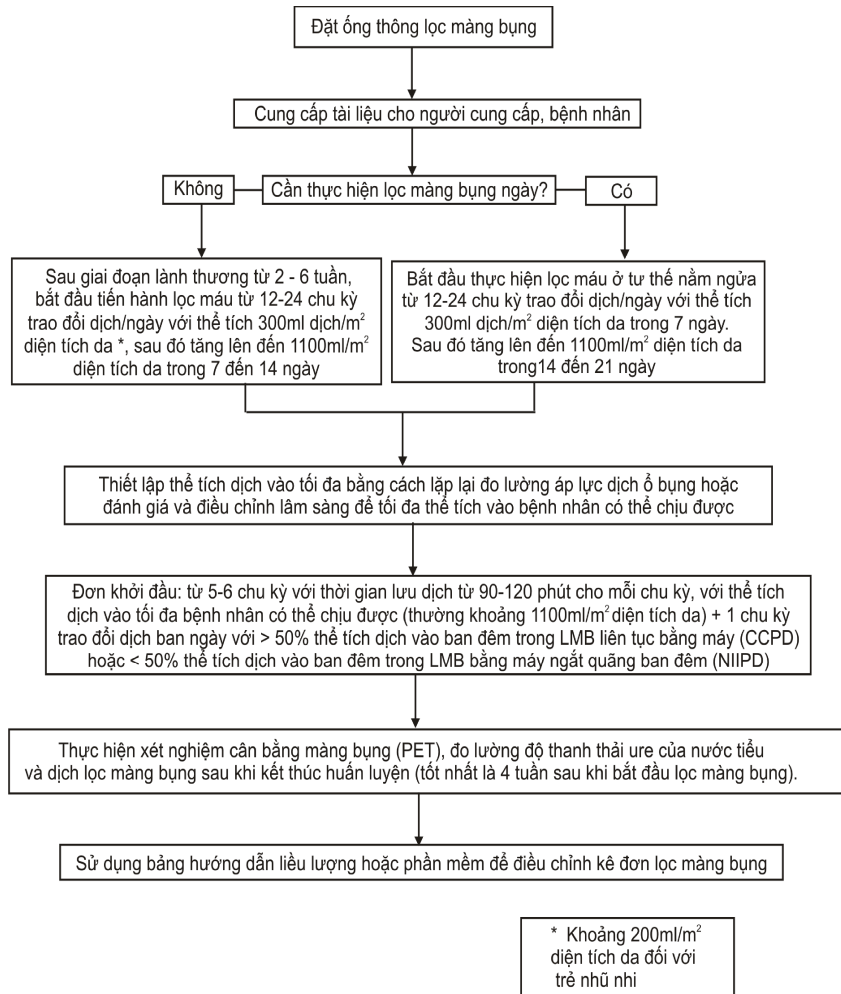 Đặt ống thông lọc màng bụng
Cung cấp tài liệu cho người cung cấp, bệnh nhân
Không
Cần thực hiện lọc màng bụng ngày?
Có
Sau giai đoạn lành thương từ 2 - 6 tuần,
bắt đầu tiến hành lọc máu từ 12-24 chu kỳ
trao đổi dịch/ngày với thể tích 300ml dịch/m²
diện tích da *, sau đó tăng lên đến 1100ml/m²
diện tích da trong 7 đến 14 ngày
Bắt đầu thực hiện lọc máu ở tư thế nằm ngửa
từ 12-24 chu kỳ trao đổi dịch/ngày với thể tích
300ml dịch/m² diện tích da trong 7 ngày.
Sau đó tăng lên đến 1100ml/m² diện tích da
trong14 đến 21 ngày
Thiết lập thể tích dịch vào tối đa bằng cách lặp lại đo lường áp lực dịch ổ bụng hoặc
đánh giá và điều chỉnh lâm sàng để tối đa thể tích vào bệnh nhân có thể chịu được
Đơn khởi đầu: từ 5-6 chu kỳ với thời gian lưu dịch từ 90-120 phút cho mỗi chu kỳ, với thể tích
dịch vào tối đa bệnh nhân có thể chịu được (thường khoảng 1100ml/m² diện tích da) + 1 chu kỳ
trao đổi dịch ban ngày với > 50% thể tích dịch vào ban đêm trong LMB liên tục bằng máy (CCPD)
hoặc < 50% thể tích dịch vào ban đêm trong LMB bằng máy ngắt quãng ban đêm (NIIPD)
Thực hiện xét nghiệm cân bằng màng bụng (PET), đo lường độ thanh thải ure của nước tiểu
và dịch lọc màng bụng sau khi kết thúc huấn luyện (tốt nhất là 4 tuần sau khi bắt đầu lọc màng bụng).
Sử dụng bảng hướng dẫn liều lượng hoặc phần mềm để điều chỉnh kê đơn lọc màng bụng
* Khoảng 200ml/m²
diện tích da đối với
trẻ nhũ nhi